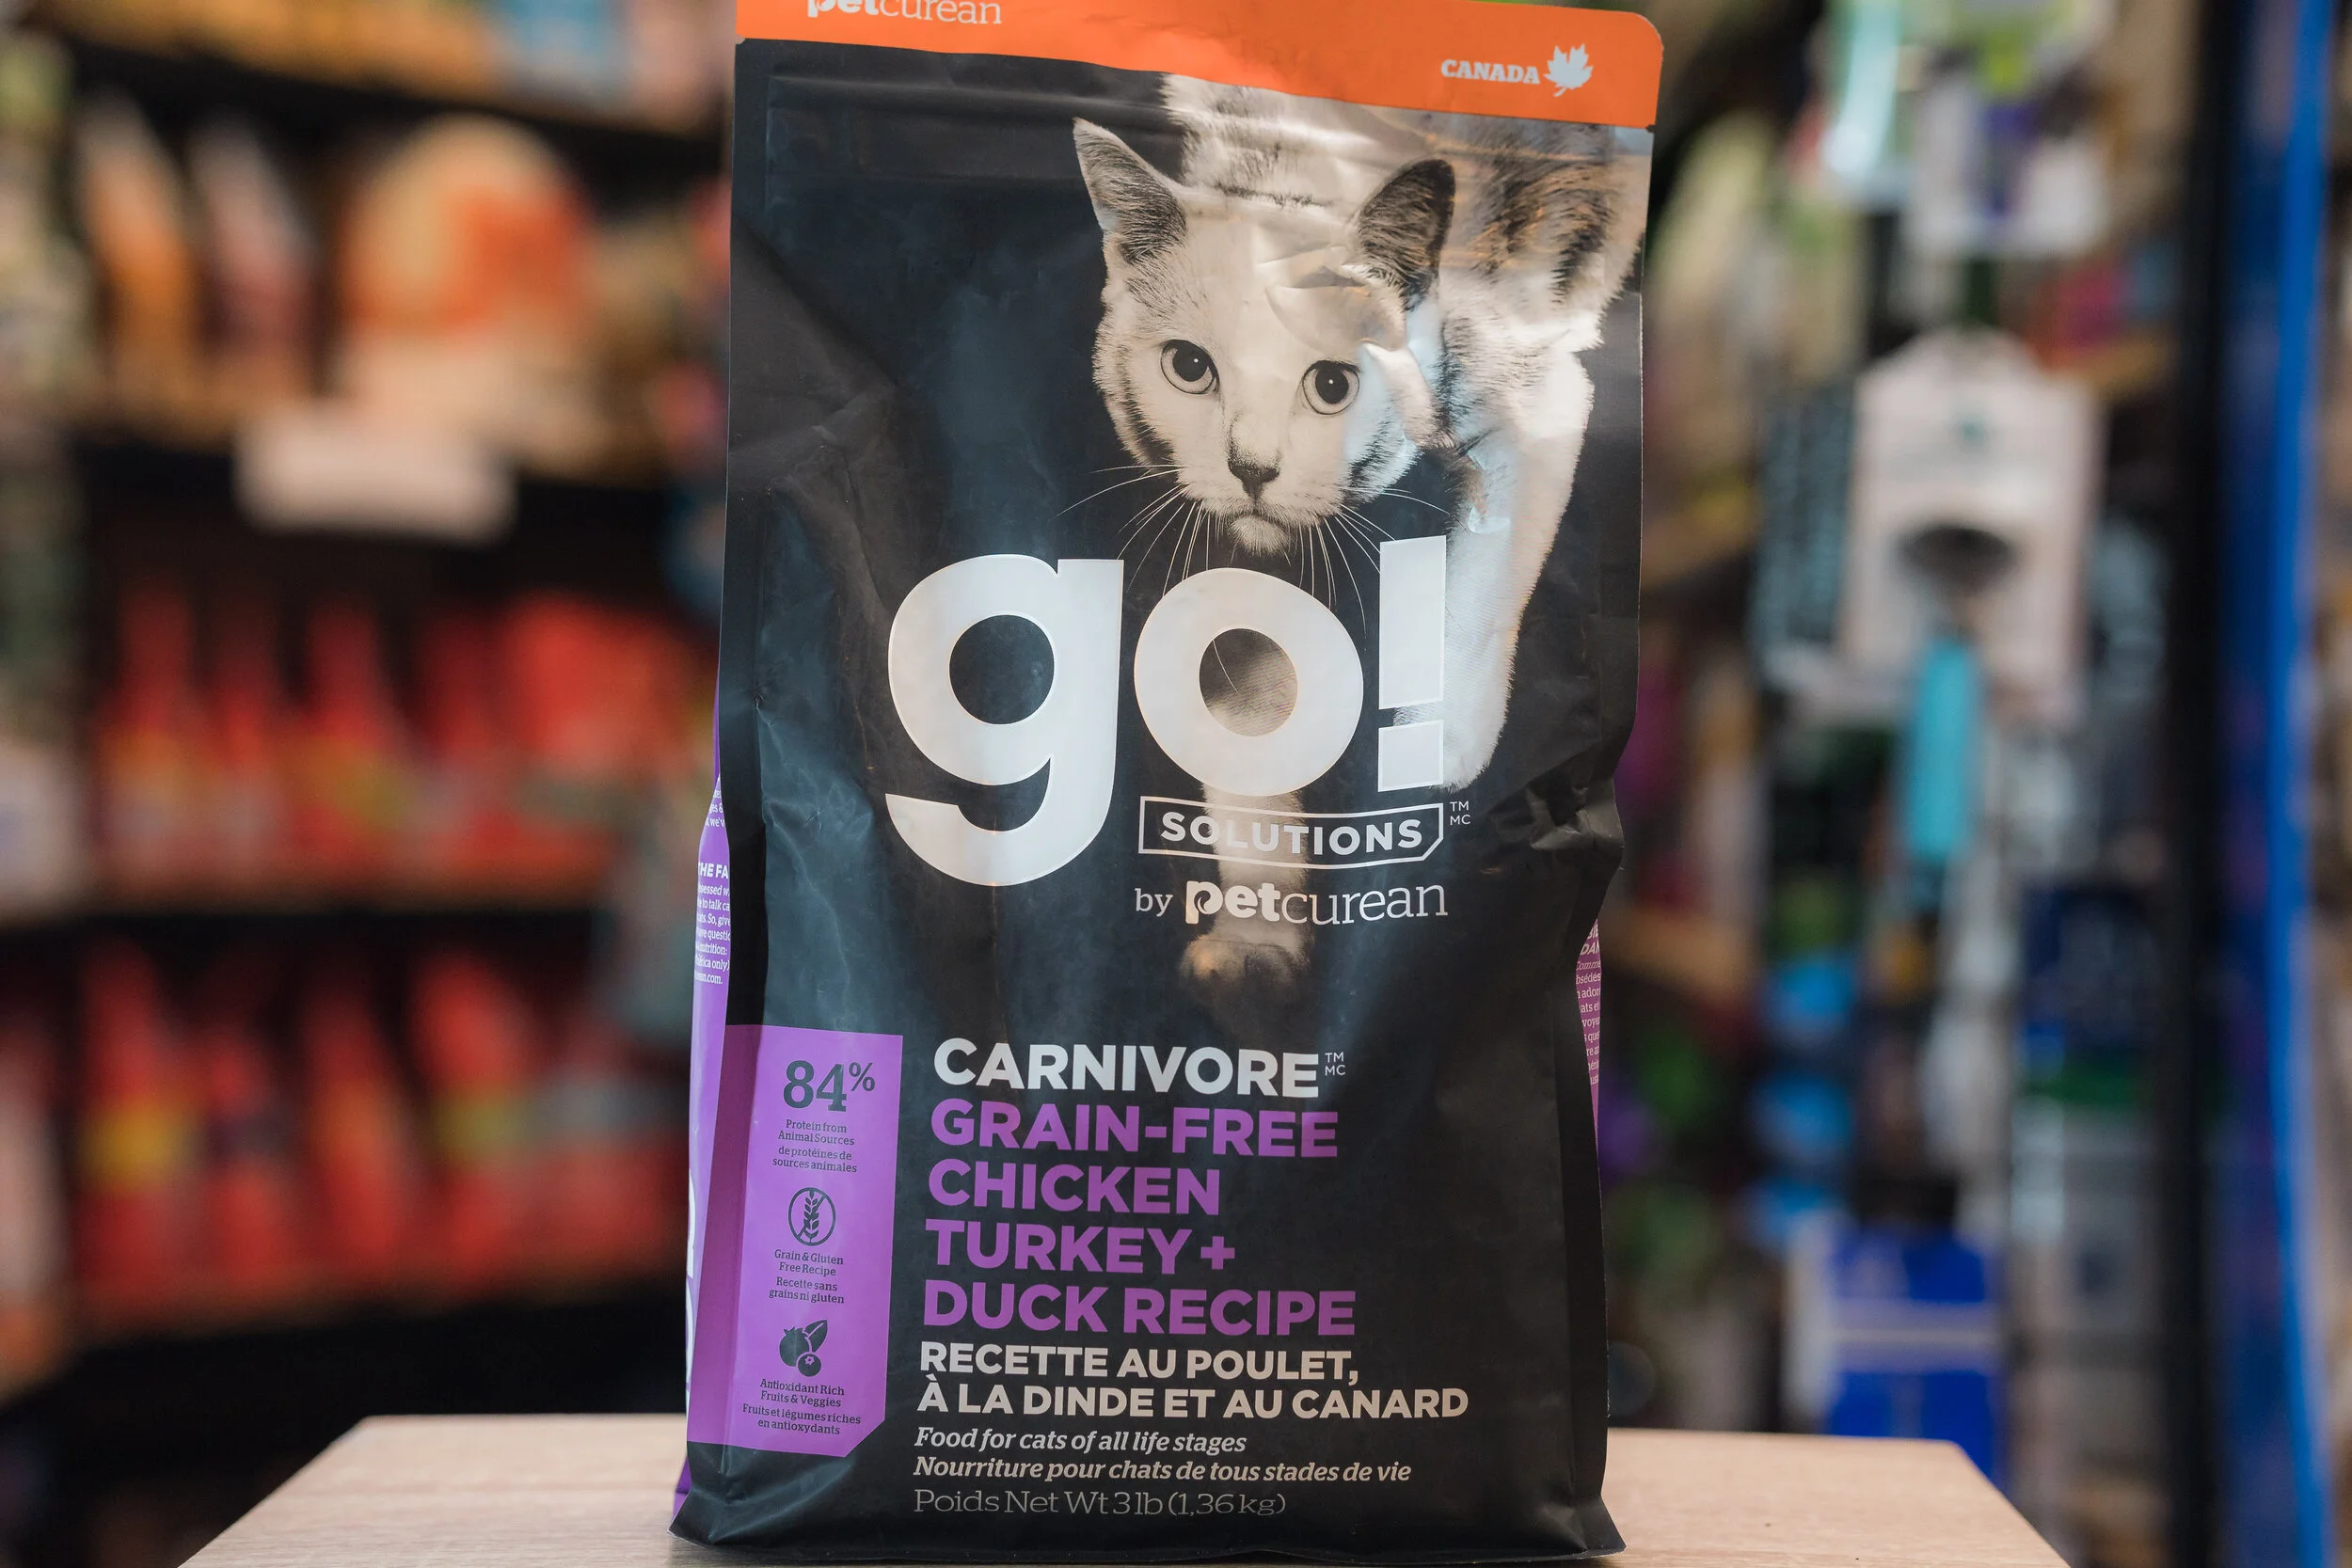 petcurean
CANADA
go!
SOLUTIONS
TM
MC
by petcurean
84%
Protein from
Animal Sources
de protéines de
sources animales
Grain & Gluten
Free Recipe
Recette sans
grains ni gluten
Antioxidant Rich
Fruits & Veggies
Fruits et légumes riches
en antioxydants
CARNIVORE TM
MC
GRAIN-FREE
CHICKEN
TURKEY +
DUCK RECIPE
RECETTE AU POULET,
À LA DINDE ET AU CANARD
Food for cats of all life stages
Nourriture pour chats de tous stades de vie
Poids Net Wt 3 lb (1,36 kg)